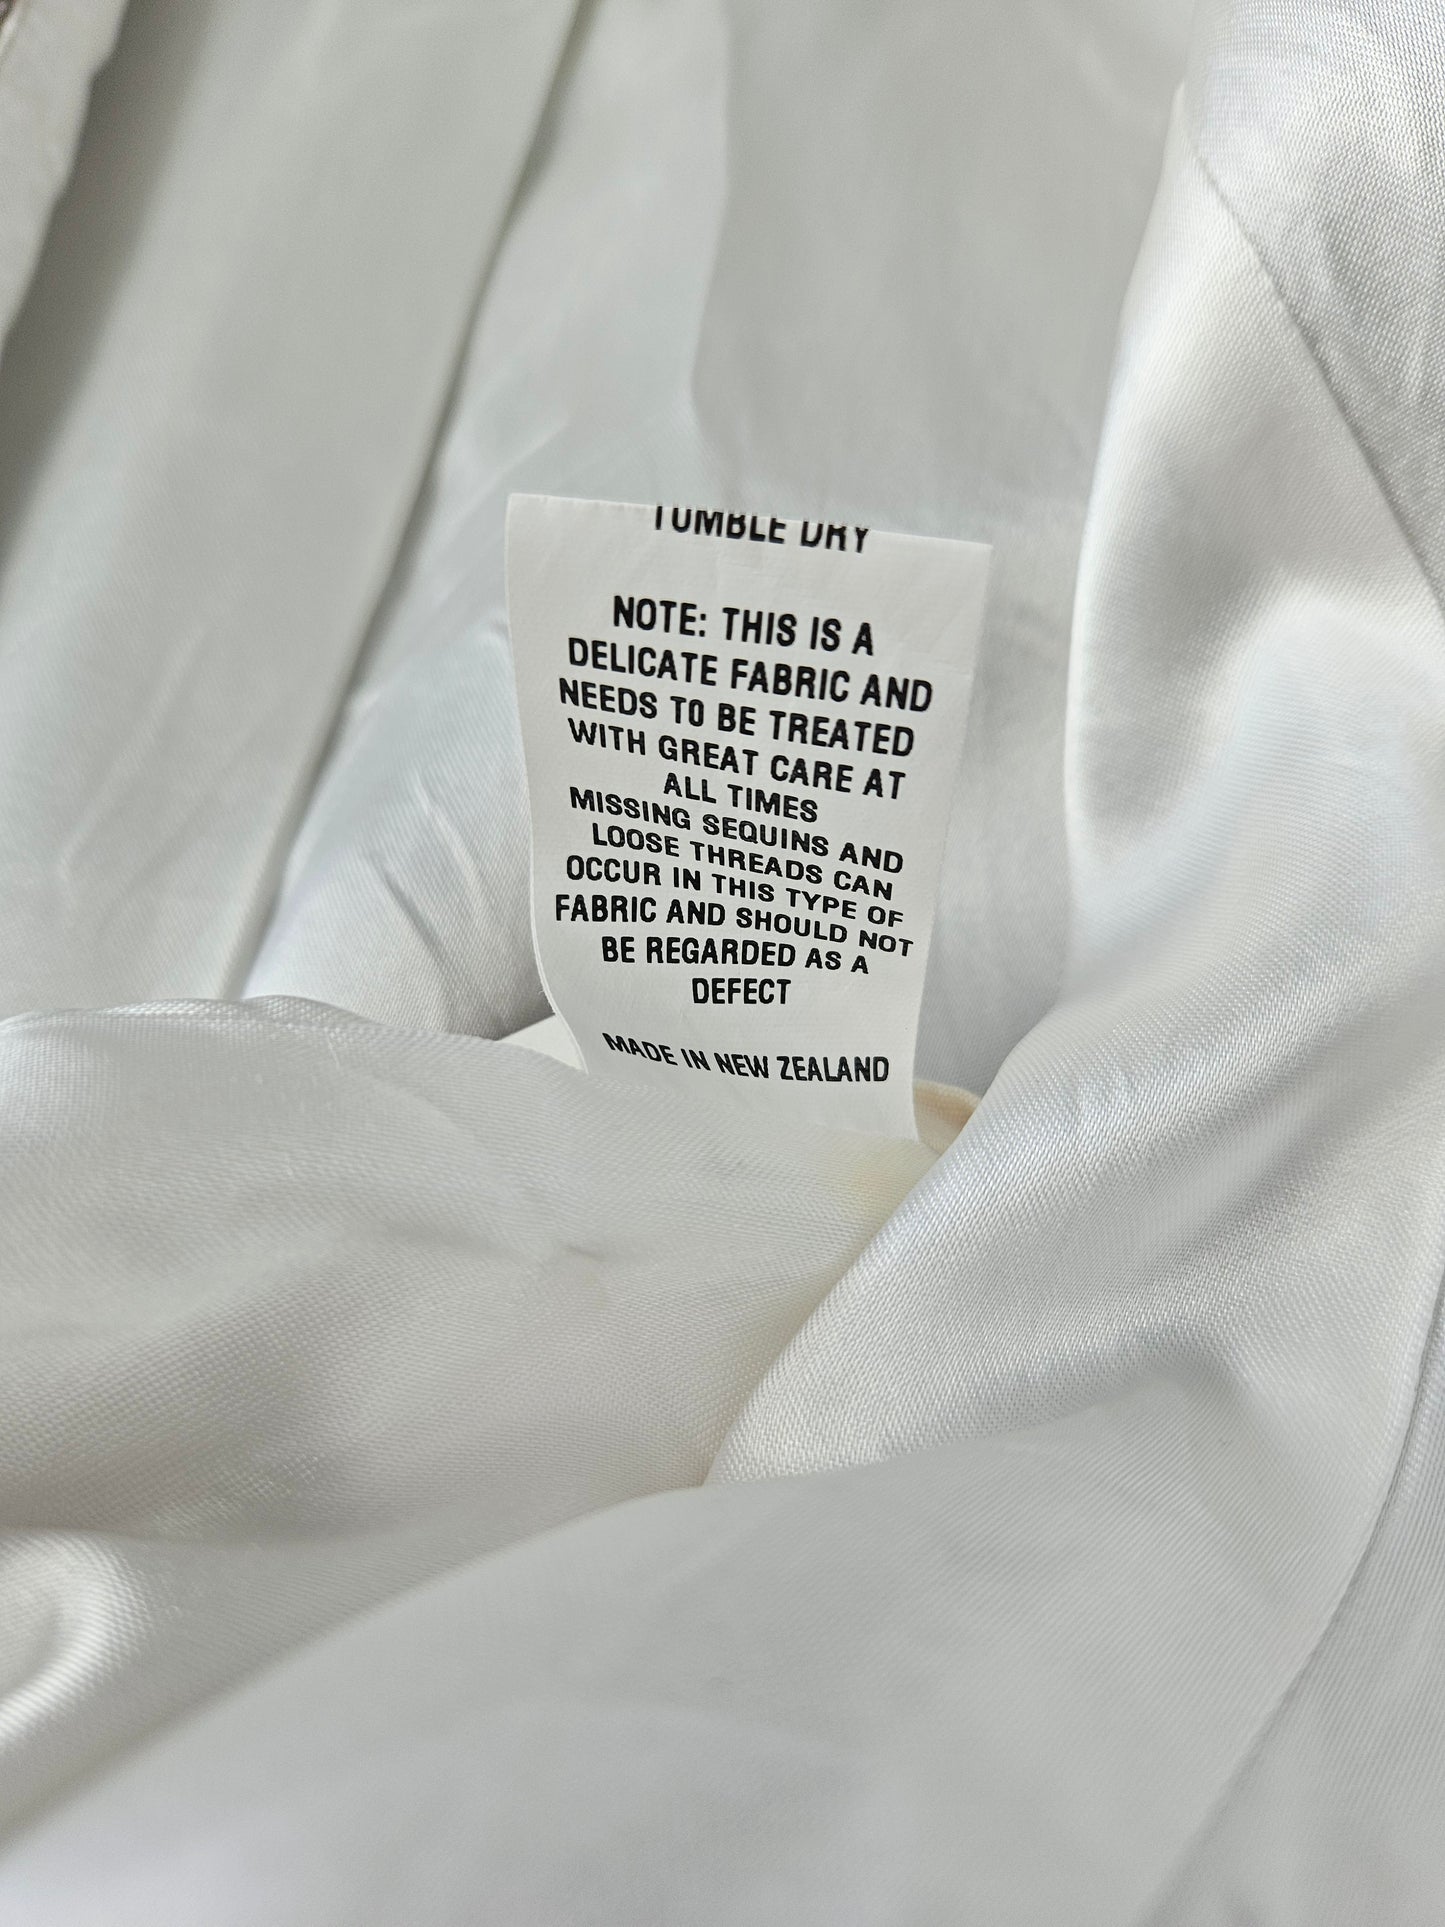 TUMBLE DRY
NOTE: THIS IS A
DELICATE FABRIC AND
NEEDS TO BE TREATED
WITH GREAT CARE AT
ALL TIMES
MISSING SEQUINS AND
LOOSE THREADS CAN
OCCUR IN THIS TYPE OF
FABRIC AND SHOULD NOT
BE REGARDED AS A
DEFECT
MADE IN NEW ZEALAND